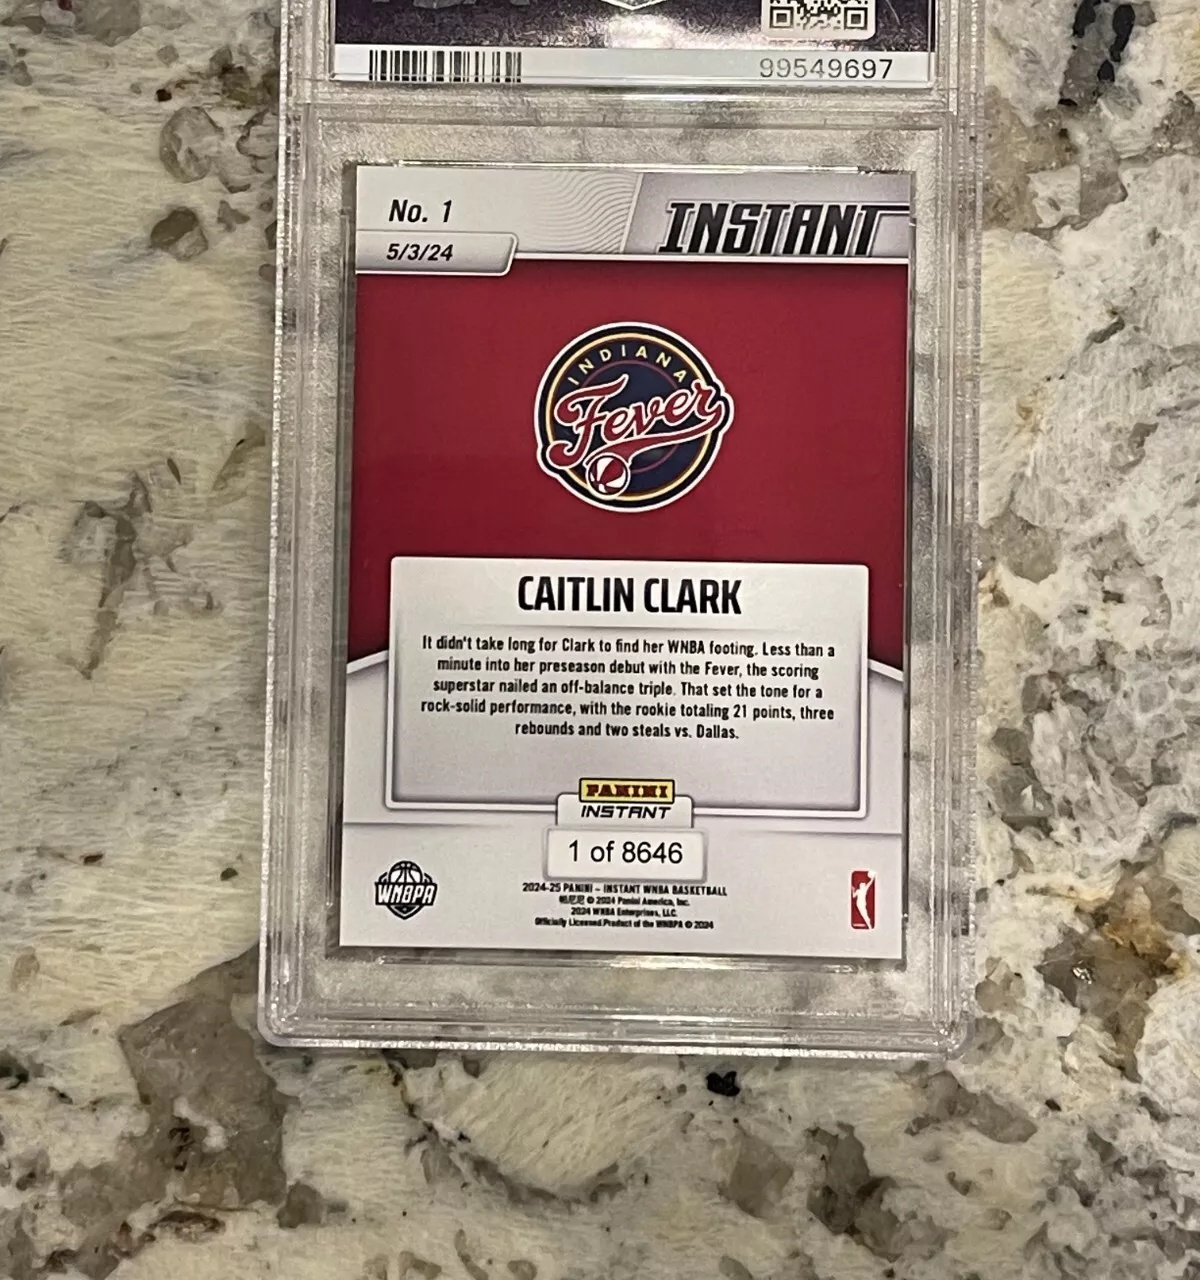 99549697
No. 1
INSTANT
5/3/24
INDIANA
Fever
CAITLIN CLARK
It didn't take long for Clark to find her WNBA footing. Less than a
minute into her preseason debut with the Fever, the scoring
superstar nailed an off-balance triple. That set the tone for a
rock-solid performance, with the rookie totaling 21 points, three
rebounds and two steals vs. Dallas.
PANINI
INSTANT
1 of 8646
WNBPA
2024-25 PANINI – INSTANT WNBA BASKETBALL
© 2024 Panini America, Inc.
2024 WNBA Enterprises, LLC.
Officially Licensed Product of the WNBPA © 2024